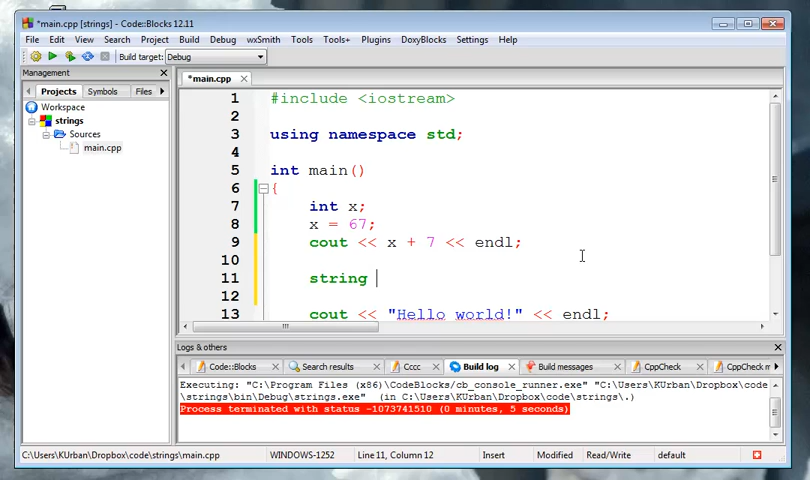 *main.cpp [strings] - Code::Blocks 12.11
File Edit View Search Project Build Debug wxSmith Tools Tools+ Plugins DoxyBlocks Settings Help
Build target: Debug
Management
Projects Symbols Files
Workspace
strings
Sources
main.cpp
*main.cpp
1 #include <iostream>
2
3 using namespace std;
4
5 int main()
6 {
7 int x;
8 x = 67;
9 cout << x + 7 << endl;
10
11 string
12
13 cout << "Hello world!" << endl;
Logs & others
Code::Blocks Search results Cccc Build log Build messages CppCheck CppCheck m
Executing: "C:\Program Files (x86)\CodeBlocks/cb_console_runner.exe" "C:\Users\KUrban\Dropbox\code
\strings\bin\Debug\strings.exe" (in C:\Users\KUrban\Dropbox\code\strings\.)
Process terminated with status -1073741510 (0 minutes, 5 seconds)
C:\Users\KUrban\Dropbox\code\strings\main.cpp WINDOWS-1252 Line 11, Column 12 Insert Modified Read/Write default